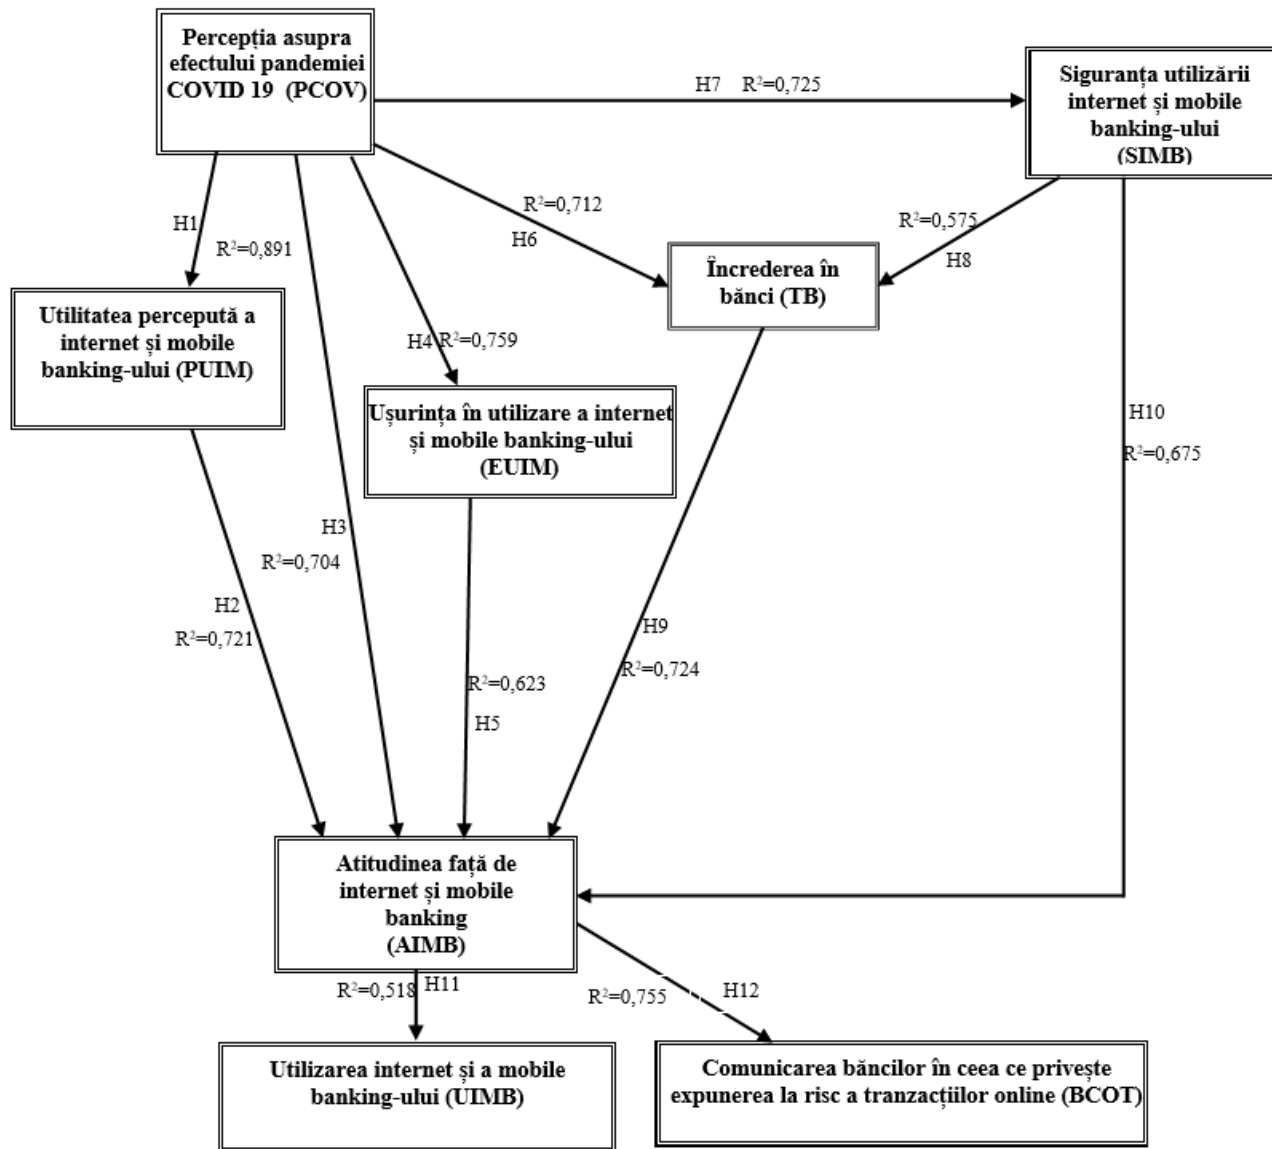 Percepția asupra
efectului pandemiei
COVID 19 (PCOV)
H7 R²=0,725
Siguranța utilizării
internet și mobile
banking-ului
(SIMB)
H1
R²=0,891
R²=0,712
H6
R²=0,575
H8
Încrederea în
bănci (TB)
Utilitatea percepută a
internet și mobile
banking-ului (PUIM)
H4 R²=0,759
Ușurința în utilizare a internet
și mobile banking-ului
(EUIM)
H10
R²=0,675
H3
R²=0,704
H2
R²=0,721
H9
R²=0,724
R²=0,623
H5
Atitudinea față de
internet și mobile
banking
(AIMB)
R²=0,518 H11
R²=0,755 H12
Utilizarea internet și a mobile
banking-ului (UIMB)
Comunicarea băncilor în ceea ce privește
expunerea la risc a tranzacțiilor online (BCOT)